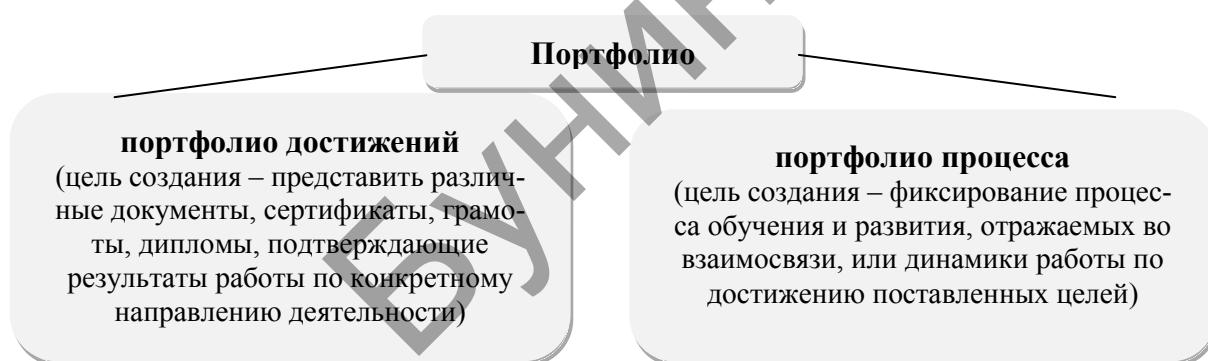 Портфолио
портфолио достижений
(цель создания – представить различ-
ные документы, сертификаты, грамо-
ты, дипломы, подтверждающие
результаты работы по конкретному
направлению деятельности)
портфолио процесса
(цель создания – фиксирование процес-
са обучения и развития, отражаемых во
взаимосвязи, или динамики работы по
достижению поставленных целей)